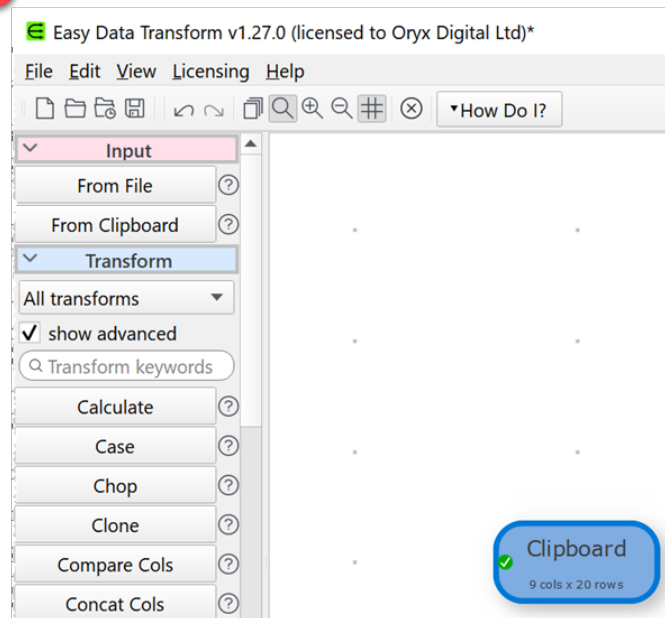 Easy Data Transform v1.27.0 (licensed to Oryx Digital Ltd)*
File Edit View Licensing Help
▾How Do I?
Input
From File ?
From Clipboard ?
Transform
All transforms
show advanced
Transform keywords
Calculate ?
Case ?
Chop ?
Clone ?
Compare Cols ?
Concat Cols ?
Clipboard
9 cols x 20 rows